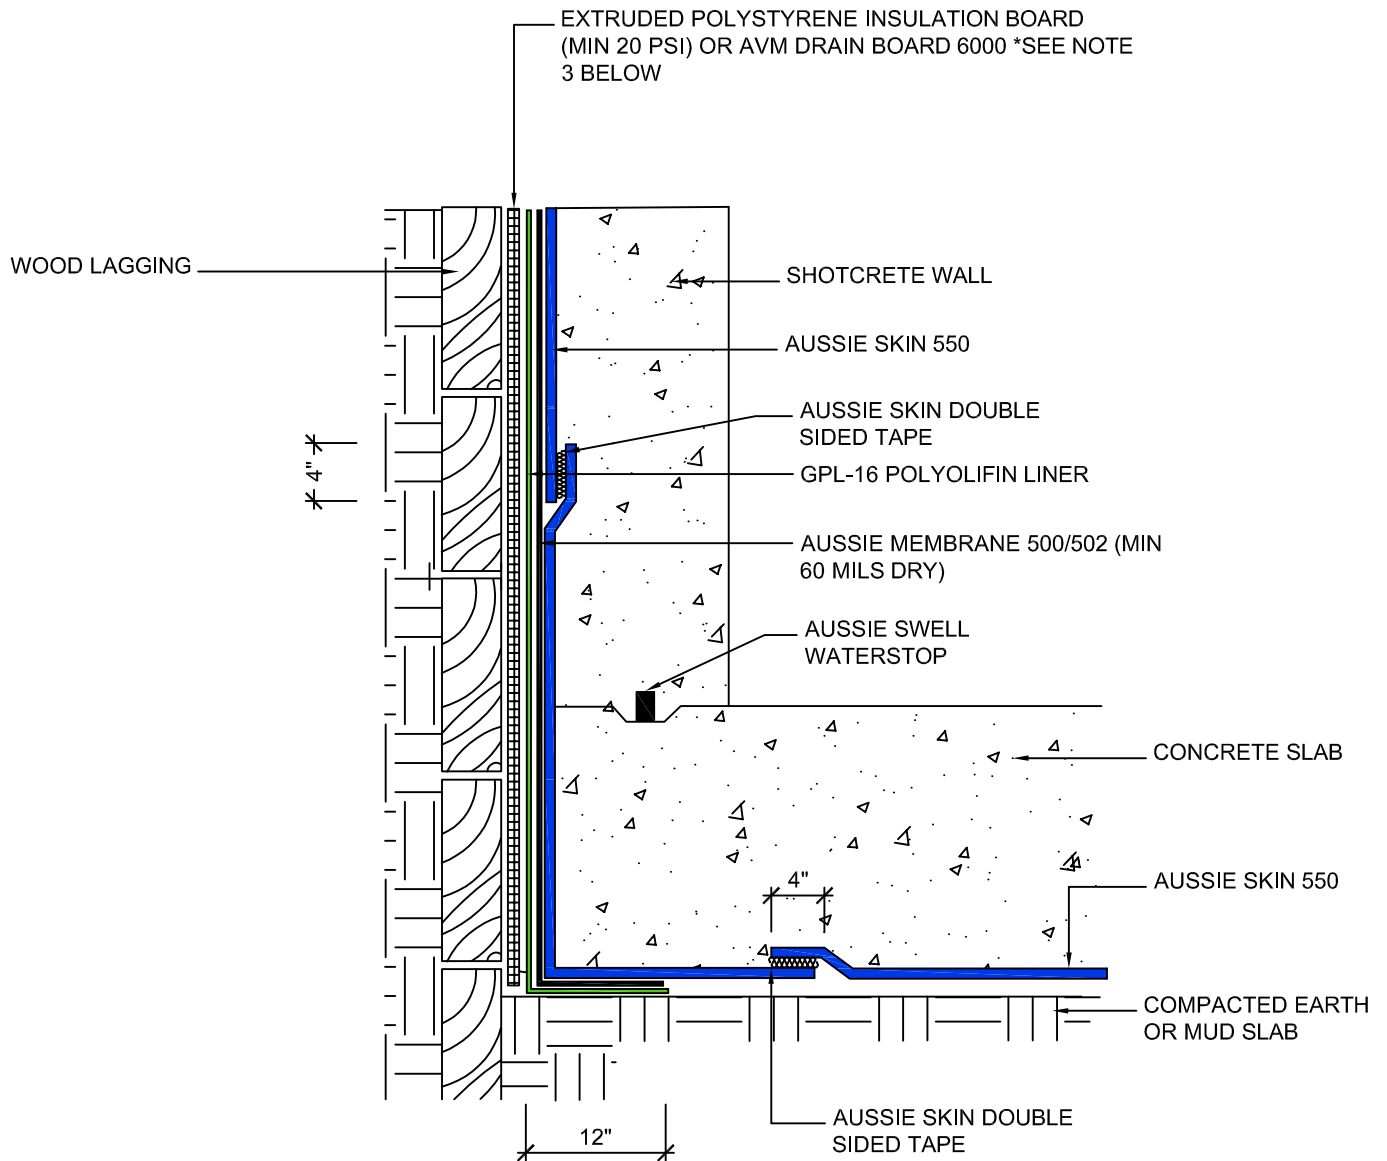 EXTRUDED POLYSTYRENE INSULATION BOARD
(MIN 20 PSI) OR AVM DRAIN BOARD 6000 *SEE NOTE
3 BELOW
WOOD LAGGING
SHOTCRETE WALL
AUSSIE SKIN 550
AUSSIE SKIN DOUBLE
SIDED TAPE
4"
GPL-16 POLYOLIFIN LINER
AUSSIE MEMBRANE 500/502 (MIN
60 MILS DRY)
AUSSIE SWELL
WATERSTOP
CONCRETE SLAB
4"
AUSSIE SKIN 550
COMPACTED EARTH
OR MUD SLAB
AUSSIE SKIN DOUBLE
SIDED TAPE
12"